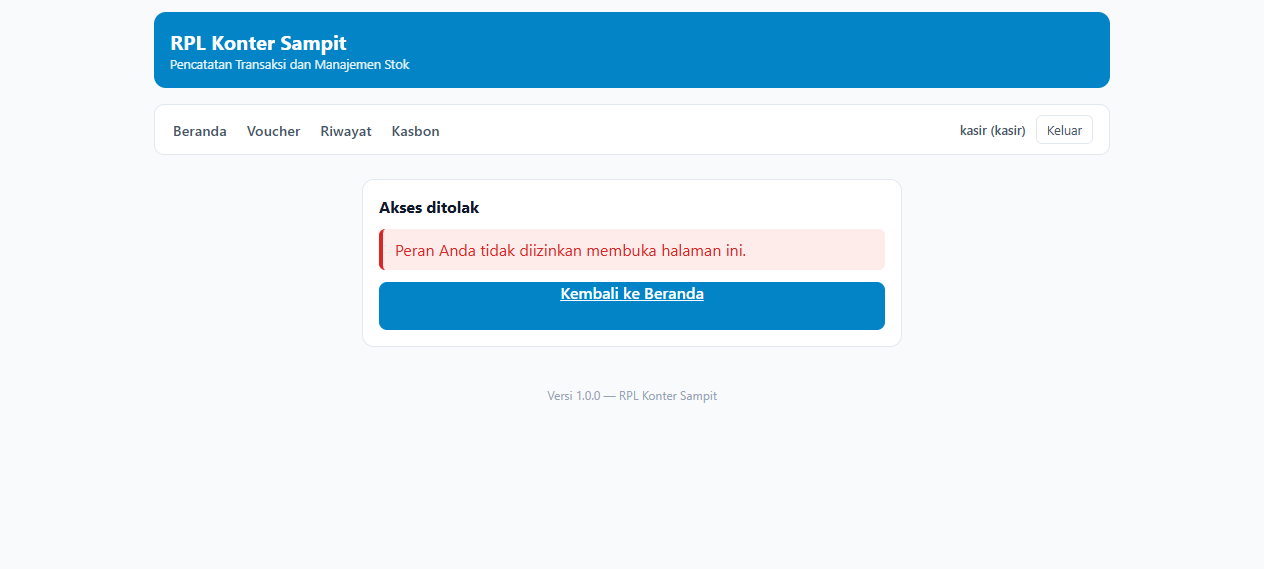 RPL Konter Sampit
Pencatatan Transaksi dan Manajemen Stok
Beranda Voucher Riwayat Kasbon kasir (kasir) Keluar
Akses ditolak
Peran Anda tidak diizinkan membuka halaman ini.
Kembali ke Beranda
Versi 1.0.0 — RPL Konter Sampit